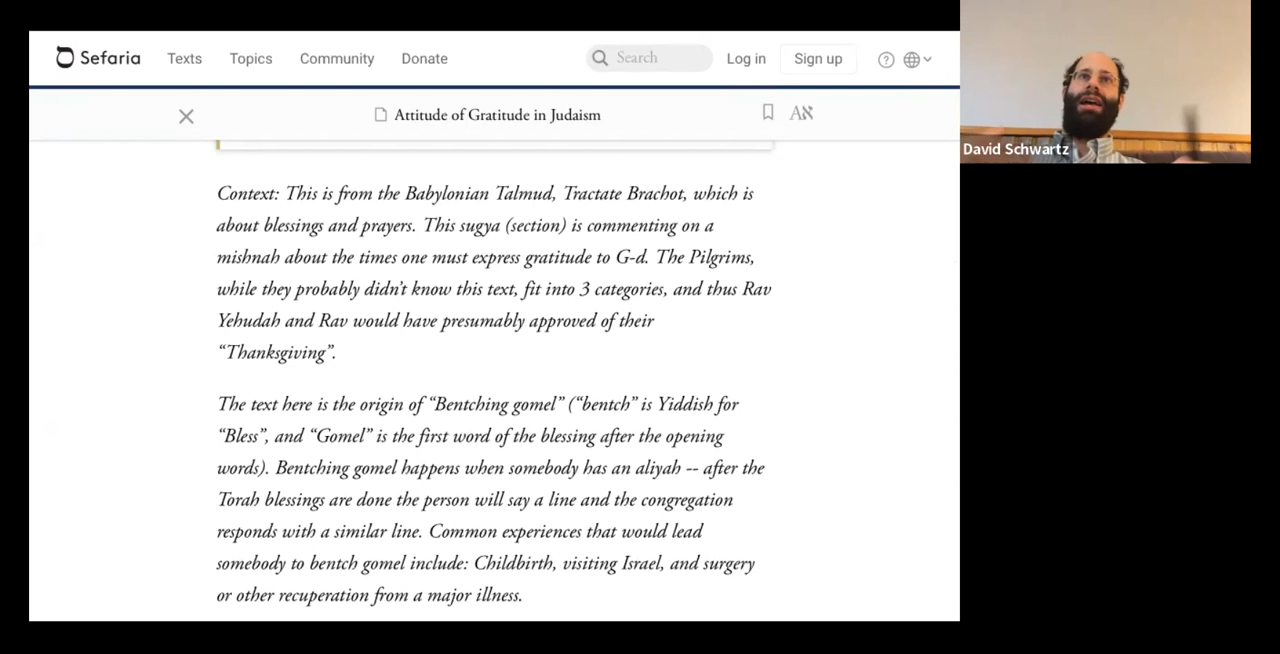 Sefaria Texts Topics Community Donate Search Log in Sign up
Attitude of Gratitude in Judaism Aא
David Schwartz
Context: This is from the Babylonian Talmud, Tractate Brachot, which is
about blessings and prayers. This sugya (section) is commenting on a
mishnah about the times one must express gratitude to G-d. The Pilgrims,
while they probably didn’t know this text, fit into 3 categories, and thus Rav
Yehudah and Rav would have presumably approved of their
“Thanksgiving”.
The text here is the origin of “Bentching gomel” (“bentch” is Yiddish for
“Bless”, and “Gomel” is the first word of the blessing after the opening
words). Bentching gomel happens when somebody has an aliyah -- after the
Torah blessings are done the person will say a line and the congregation
responds with a similar line. Common experiences that would lead
somebody to bentch gomel include: Childbirth, visiting Israel, and surgery
or other recuperation from a major illness.